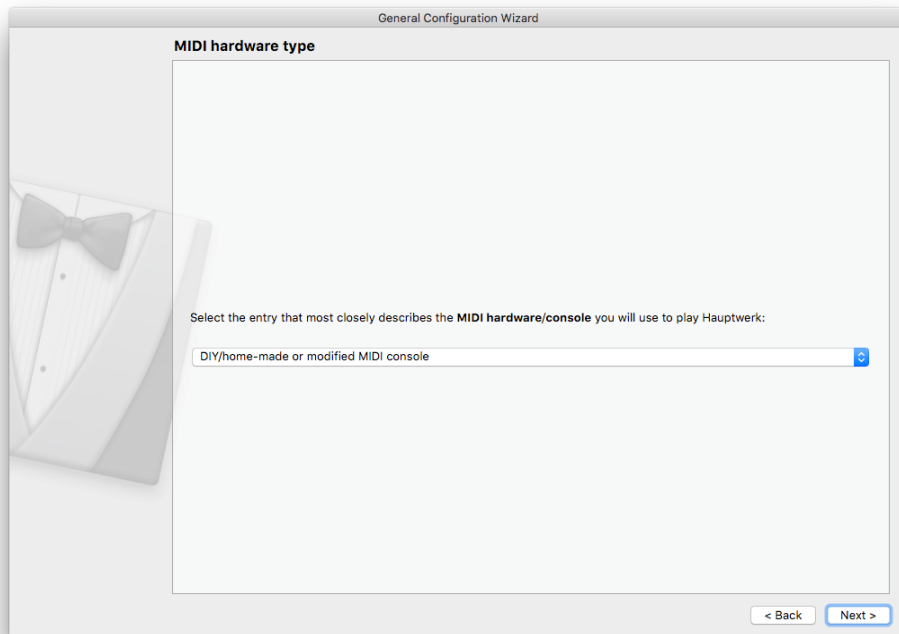 General Configuration Wizard
MIDI hardware type
Select the entry that most closely describes the MIDI hardware/console you will use to play Hauptwerk:
DIY/home-made or modified MIDI console
< Back
Next >